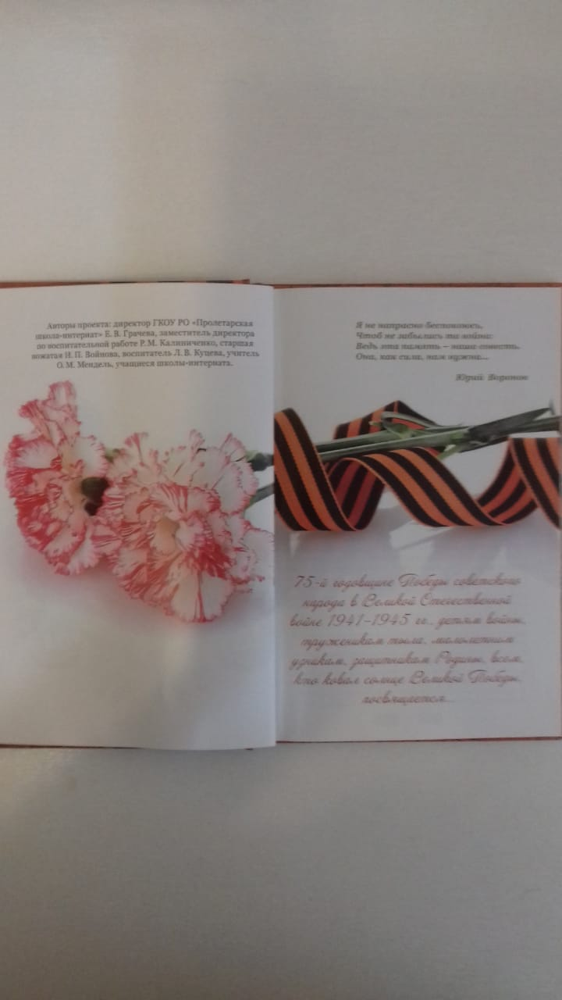 Авторы проекта: директор ГКОУ РО «Пролетарская
школа-интернат» Е. В. Грачева, заместитель директора
по воспитательной работе Р. М. Калиниченко, старшая
вожатая И. П. Войнова, воспитатель Л. В. Куцева, учитель
О. М. Мендель, учащиеся школы-интерната.
Я не напрасно беспокоюсь,
Чтоб не забылась та война:
Ведь эта память – наша совесть.
Она, как сила, нам нужна...
Юрий Воронов
75-й годовщине Победы советского
народа в Великой Отечественной
войне 1941–1945 гг., детям войны,
труженикам тыла, малолетним
узникам, защитникам Родины, всем,
кто ковал солнце Великой Победы,
посвящается...